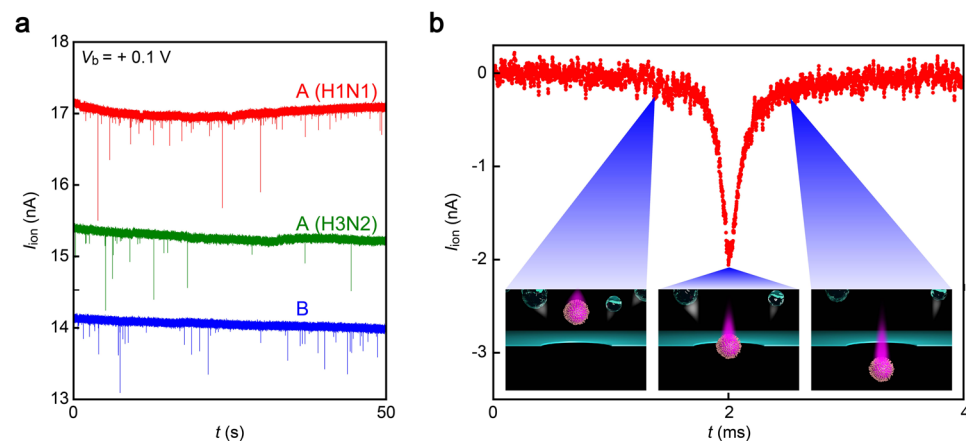 a
V_b = + 0.1 V
18
17
16
15
14
13
I_ion (nA)
A (H1N1)
A (H3N2)
B
0
50
t (s)
b
0
-1
-2
-3
I_ion (nA)
0
2
4
t (ms)